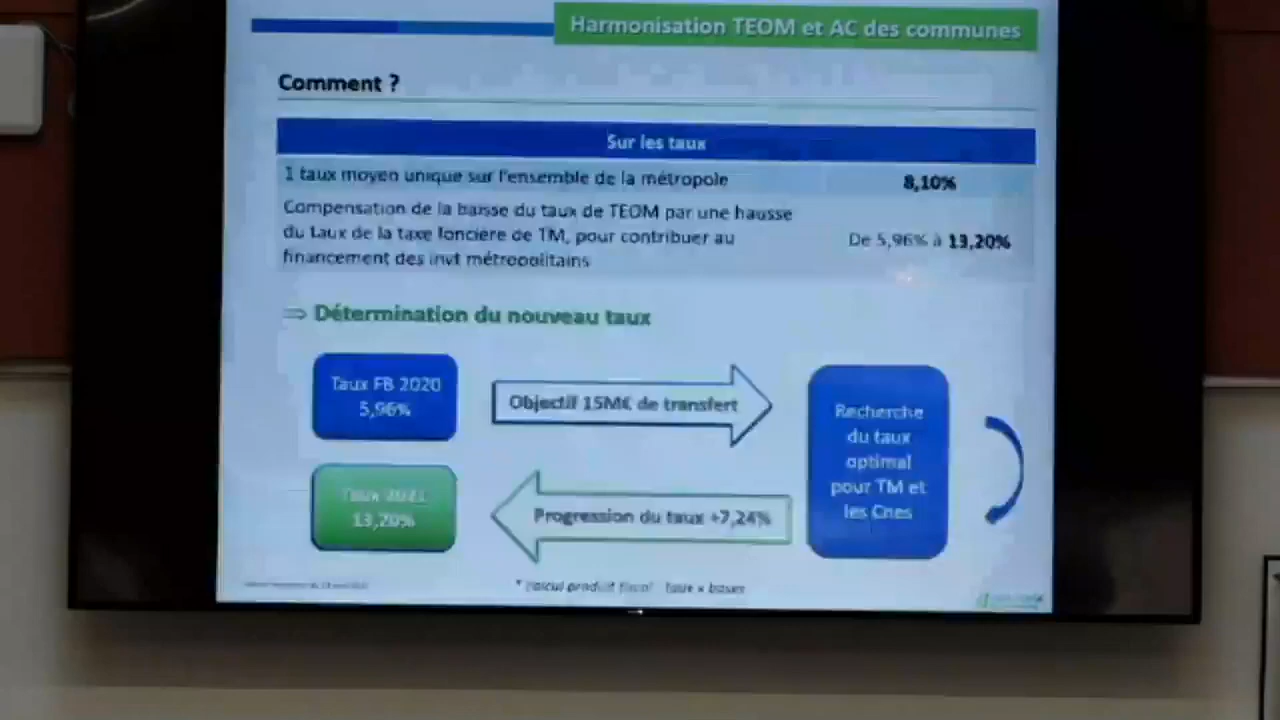 Harmonisation TEOM et AC des communes
Comment ?
Sur les taux
1 taux moyen unique sur l'ensemble de la métropole 8,10%
Compensation de la baisse du taux de TEOM par une hausse
du taux de la taxe foncière de TM, pour contribuer au
financement des invt métropolitains
De 5,96% à 13,20%
⇒ Détermination du nouveau taux
Taux FB 2020
5,96%
Objectif 15M€ de transfert
Recherche
du taux
optimal
pour TM et
les Cnes
Taux
13,20%
Progression du taux +7,24%
* calcul produit fiscal taux x bases